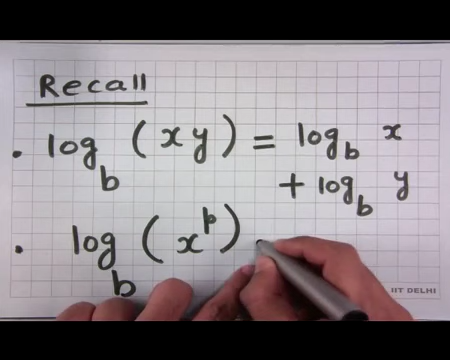 Recall
• log_b (xy) = log_b x
+ log_b y
• log_b (x^p)
IIT DELHI